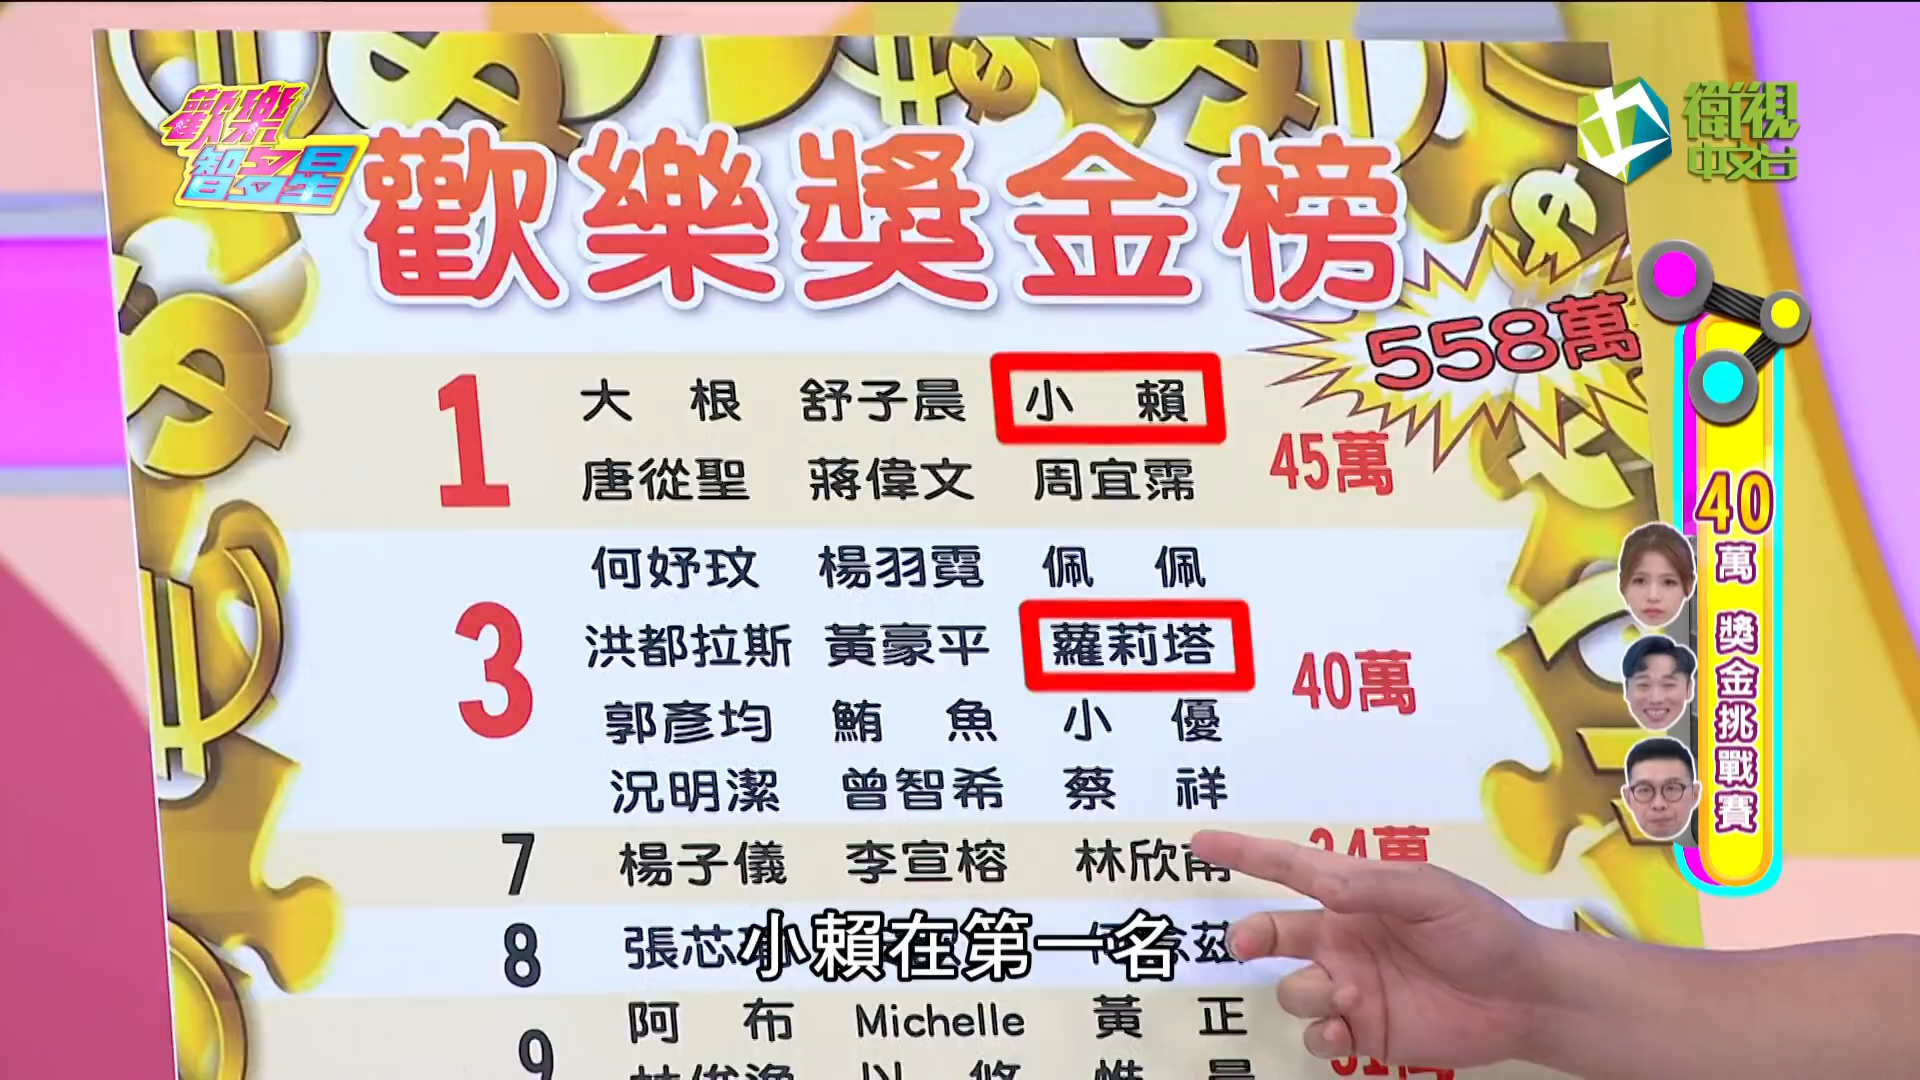 歡樂智多星
衛視中文台
歡樂獎金榜
558萬
1
大根 舒子晨 小賴
唐從聖 蔣偉文 周宜霈
45萬
3
何妤玟 楊羽霓 佩佩
洪都拉斯 黃豪平 蘿莉塔
郭彥均 鮪魚 小優
況明潔 曾智希 蔡祥
40萬
7
楊子儀 李宣榕 林欣甫
8
張芯
9
阿布 Michelle 黃正
40萬 獎金挑戰賽
小賴在第一名